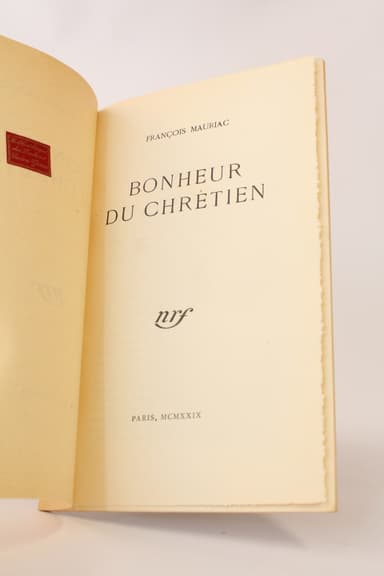 FRANÇOIS MAURIAC
BONHEUR
DU CHRÉTIEN
nrf
PARIS, MCMXXIX